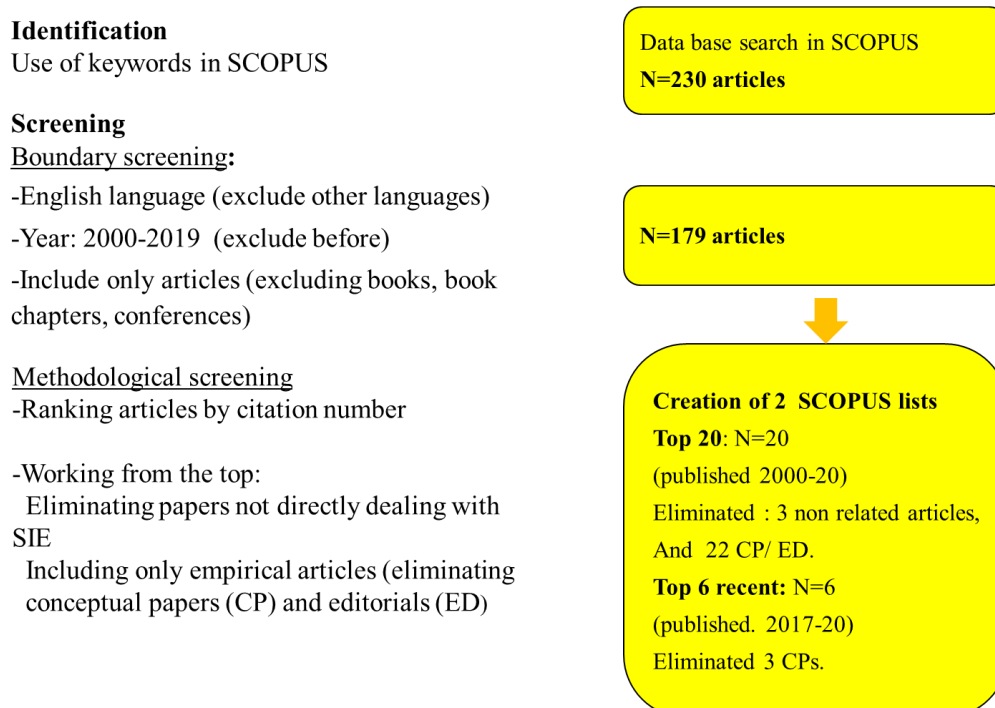 Identification
Use of keywords in SCOPUS
Screening
Boundary screening:
-English language (exclude other languages)
-Year: 2000-2019 (exclude before)
-Include only articles (excluding books, book
chapters, conferences)
Methodological screening
-Ranking articles by citation number
-Working from the top:
Eliminating papers not directly dealing with
SIE
Including only empirical articles (eliminating
conceptual papers (CP) and editorials (ED)
Data base search in SCOPUS
N=230 articles
N=179 articles
Creation of 2 SCOPUS lists
Top 20: N=20
(published 2000-20)
Eliminated : 3 non related articles,
And 22 CP/ ED.
Top 6 recent: N=6
(published. 2017-20)
Eliminated 3 CPs.